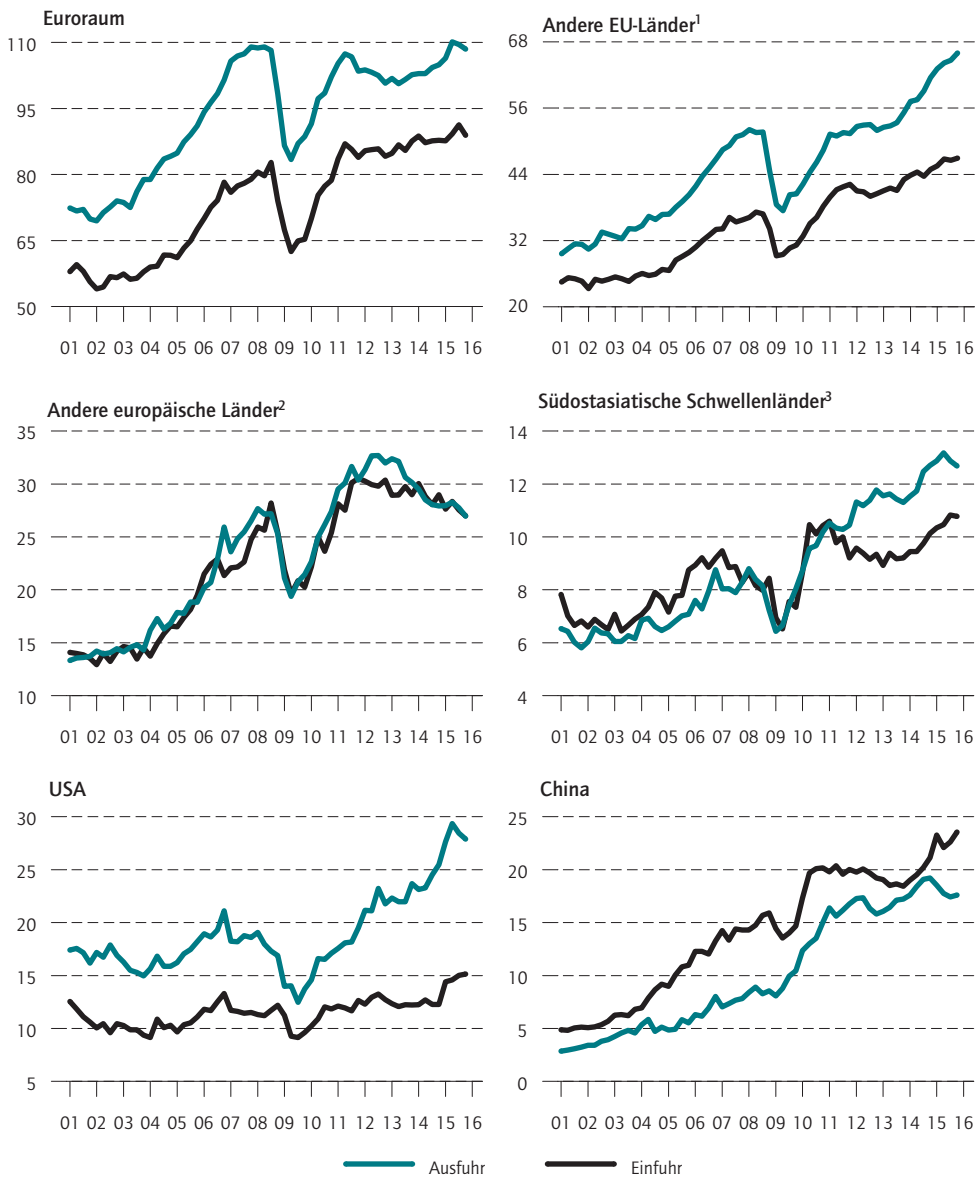 Euroraum
110
95
80
65
50
01 02 03 04 05 06 07 08 09 10 11 12 13 14 15 16
Andere EU-Länder¹
68
56
44
32
20
01 02 03 04 05 06 07 08 09 10 11 12 13 14 15 16
Andere europäische Länder²
35
30
25
20
15
10
01 02 03 04 05 06 07 08 09 10 11 12 13 14 15 16
Südostasiatische Schwellenländer³
14
12
10
8
6
4
01 02 03 04 05 06 07 08 09 10 11 12 13 14 15 16
USA
30
25
20
15
10
5
01 02 03 04 05 06 07 08 09 10 11 12 13 14 15 16
China
25
20
15
10
5
0
01 02 03 04 05 06 07 08 09 10 11 12 13 14 15 16
Ausfuhr Einfuhr